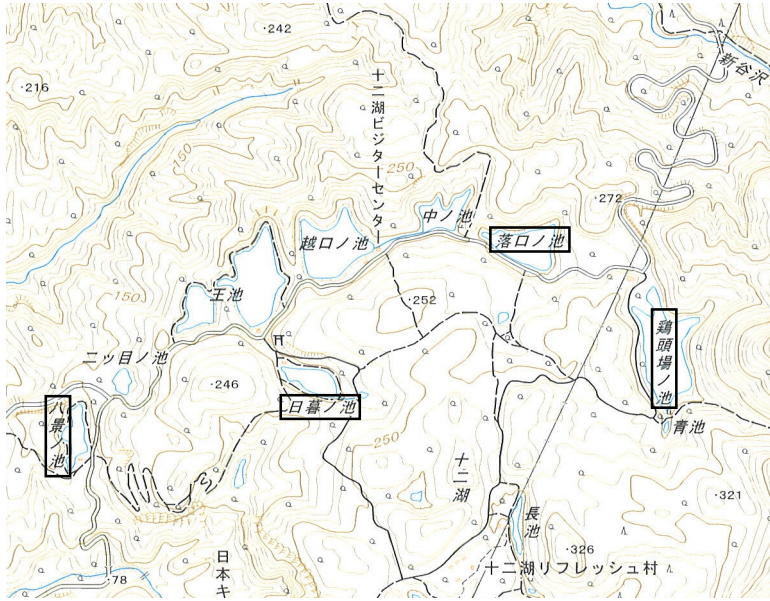 ・242
新谷沢
・216
十二湖ビジターセンター
150
250
・272
中ノ池
越口ノ池
落口ノ池
王池
150
・252
鶏頭場ノ池
二ッ目ノ池
・246
日暮ノ池
八景ノ池
青池
250
十二湖
・321
長池
・326
十二湖リフレッシュ村
日本キ
・78